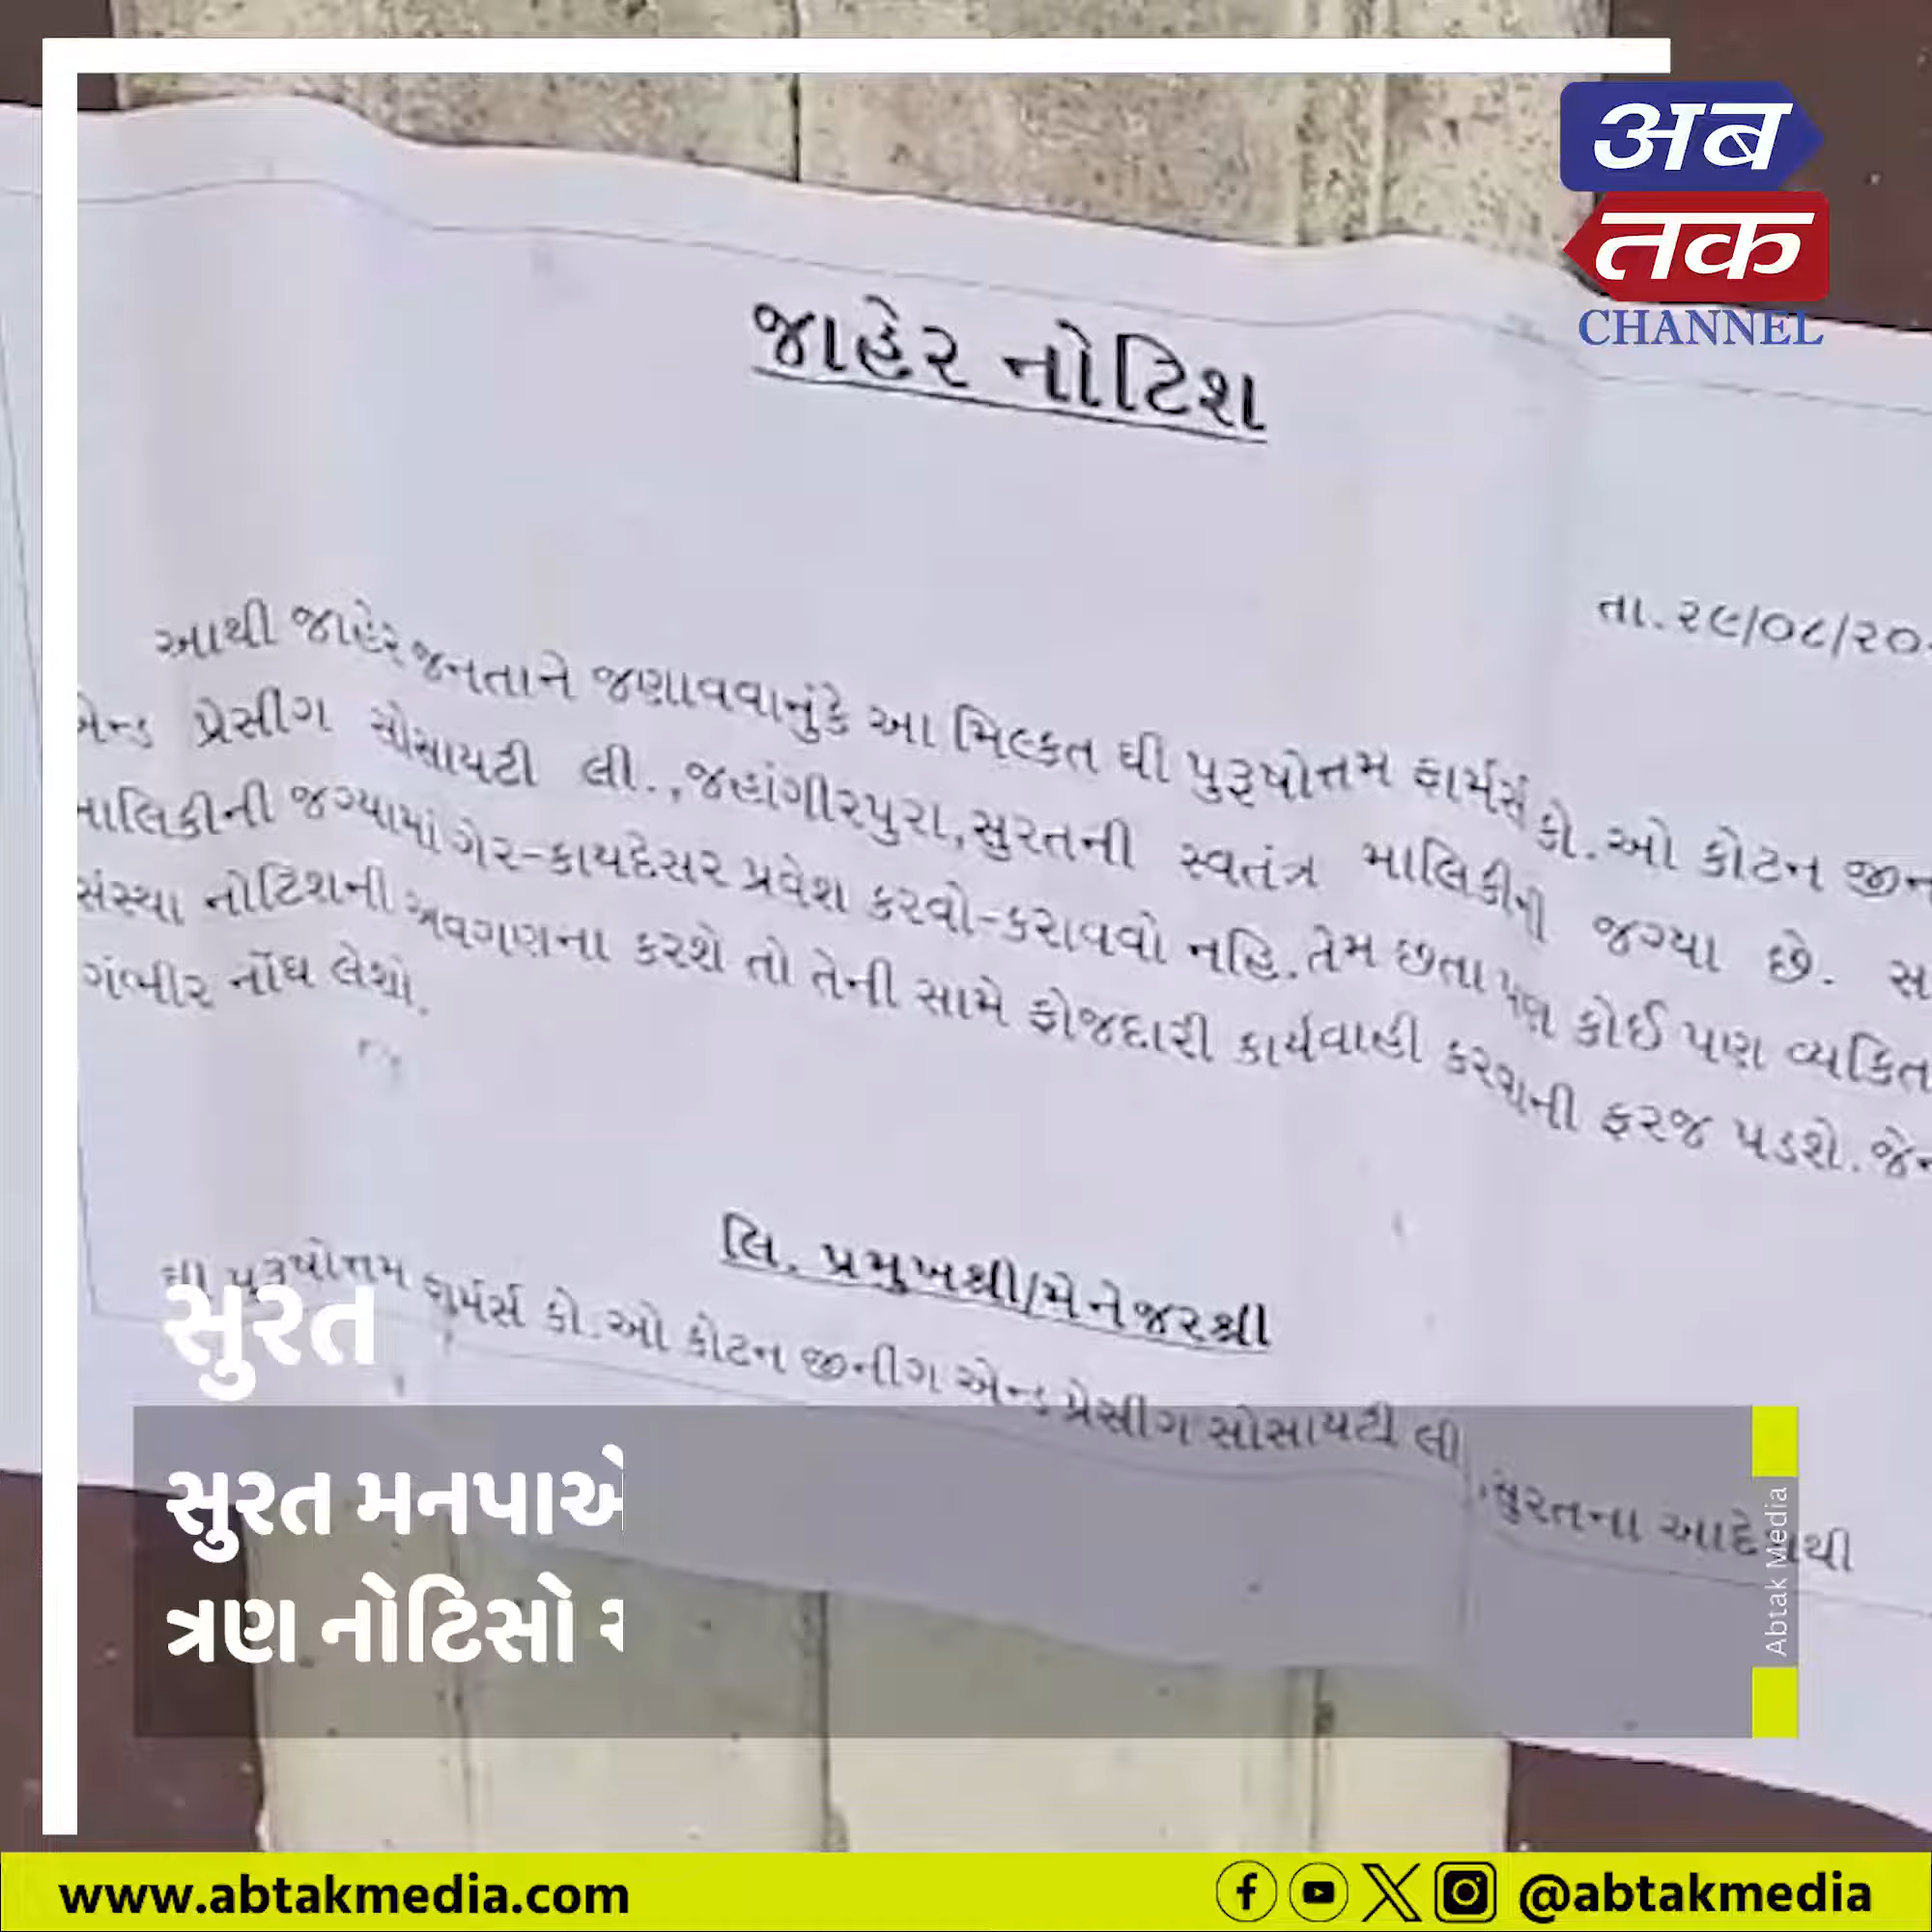 अब
तक
CHANNEL
જાહેર નોટિશ
તા. ૨૯/૦૮/૨૦
આથી જાહેર જનતાને જણાવવાનુંકે આ મિલ્કત ઘી પુરૂષોત્તમ ફાર્મર્સ કો. ઓ કોટન જીન
એન્ડ પ્રેસીગ સોસાયટી લી., જહાંગીરપુરા, સુરતની સ્વતંત્ર માલિકીની જગ્યા છે. સ
માલિકીની જગ્યામાં ગેર-કાયદેસર પ્રવેશ કરવો-કરાવવો નહિ. તેમ છતા પણ કોઈ પણ વ્યકિત
સંસ્થા નોટિશની અવગણના કરશે તો તેની સામે ફોજદારી કાર્યવાહી કરવાની ફરજ પડશે. જેન
ગંભીર નોંધ લેશો.
લિ. પ્રમુખશ્રી/મેનેજરશ્રી
ઘી પુરૂષોત્તમ ફાર્મર્સ કો. ઓ કોટન જીનીગ એન્ડ પ્રેસીગ સોસાયટી લી., સુરતના આદેશથી
સુરત
સુરત મનપાએ
ત્રણ નોટિસો
Abtak Media
www.abtakmedia.com
@abtakmedia